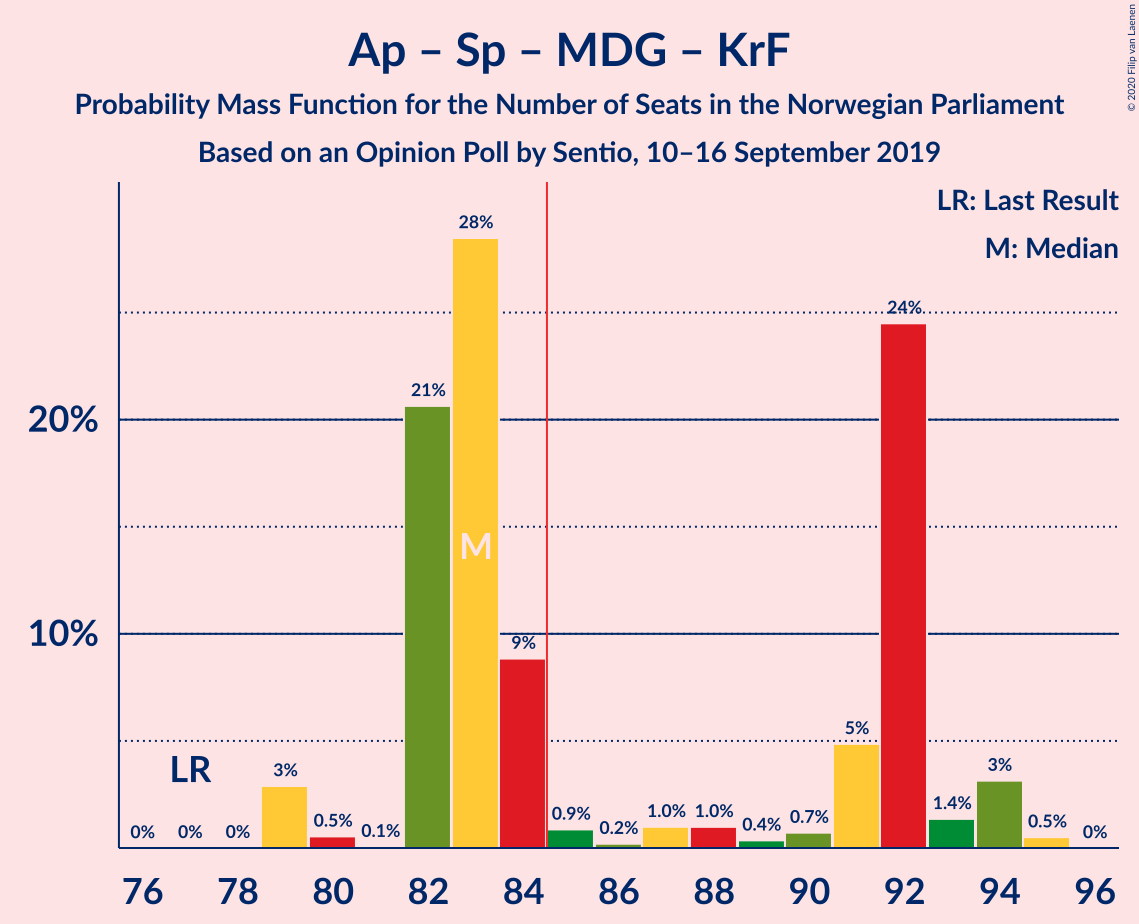 Ap – Sp – MDG – KrF
Probability Mass Function for the Number of Seats in the Norwegian Parliament
Based on an Opinion Poll by Sentio, 10–16 September 2019
© 2020 Filip van Laenen
LR: Last Result
M: Median
28%
24%
21%
20%
M
10%
9%
5%
LR
3%
3%
0%
0%
0%
0.5%
0.1%
0.9%
0.2%
1.0%
1.0%
0.4%
0.7%
1.4%
0.5%
0%
76 78 80 82 84 86 88 90 92 94 96